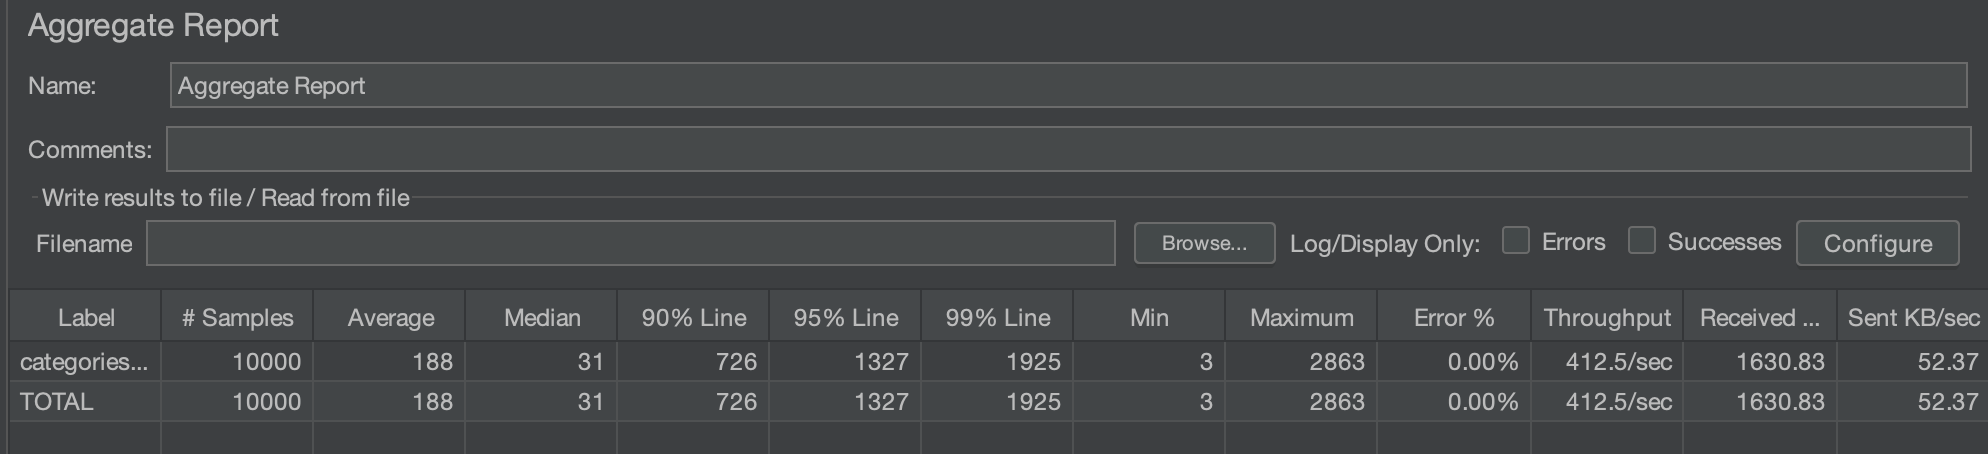 Aggregate Report
Name: Aggregate Report
Comments:
Write results to file / Read from file
Filename Browse... Log/Display Only: Errors Successes Configure
Label # Samples Average Median 90% Line 95% Line 99% Line Min Maximum Error % Throughput Received ... Sent KB/sec
categories... 10000 188 31 726 1327 1925 3 2863 0.00% 412.5/sec 1630.83 52.37
TOTAL 10000 188 31 726 1327 1925 3 2863 0.00% 412.5/sec 1630.83 52.37